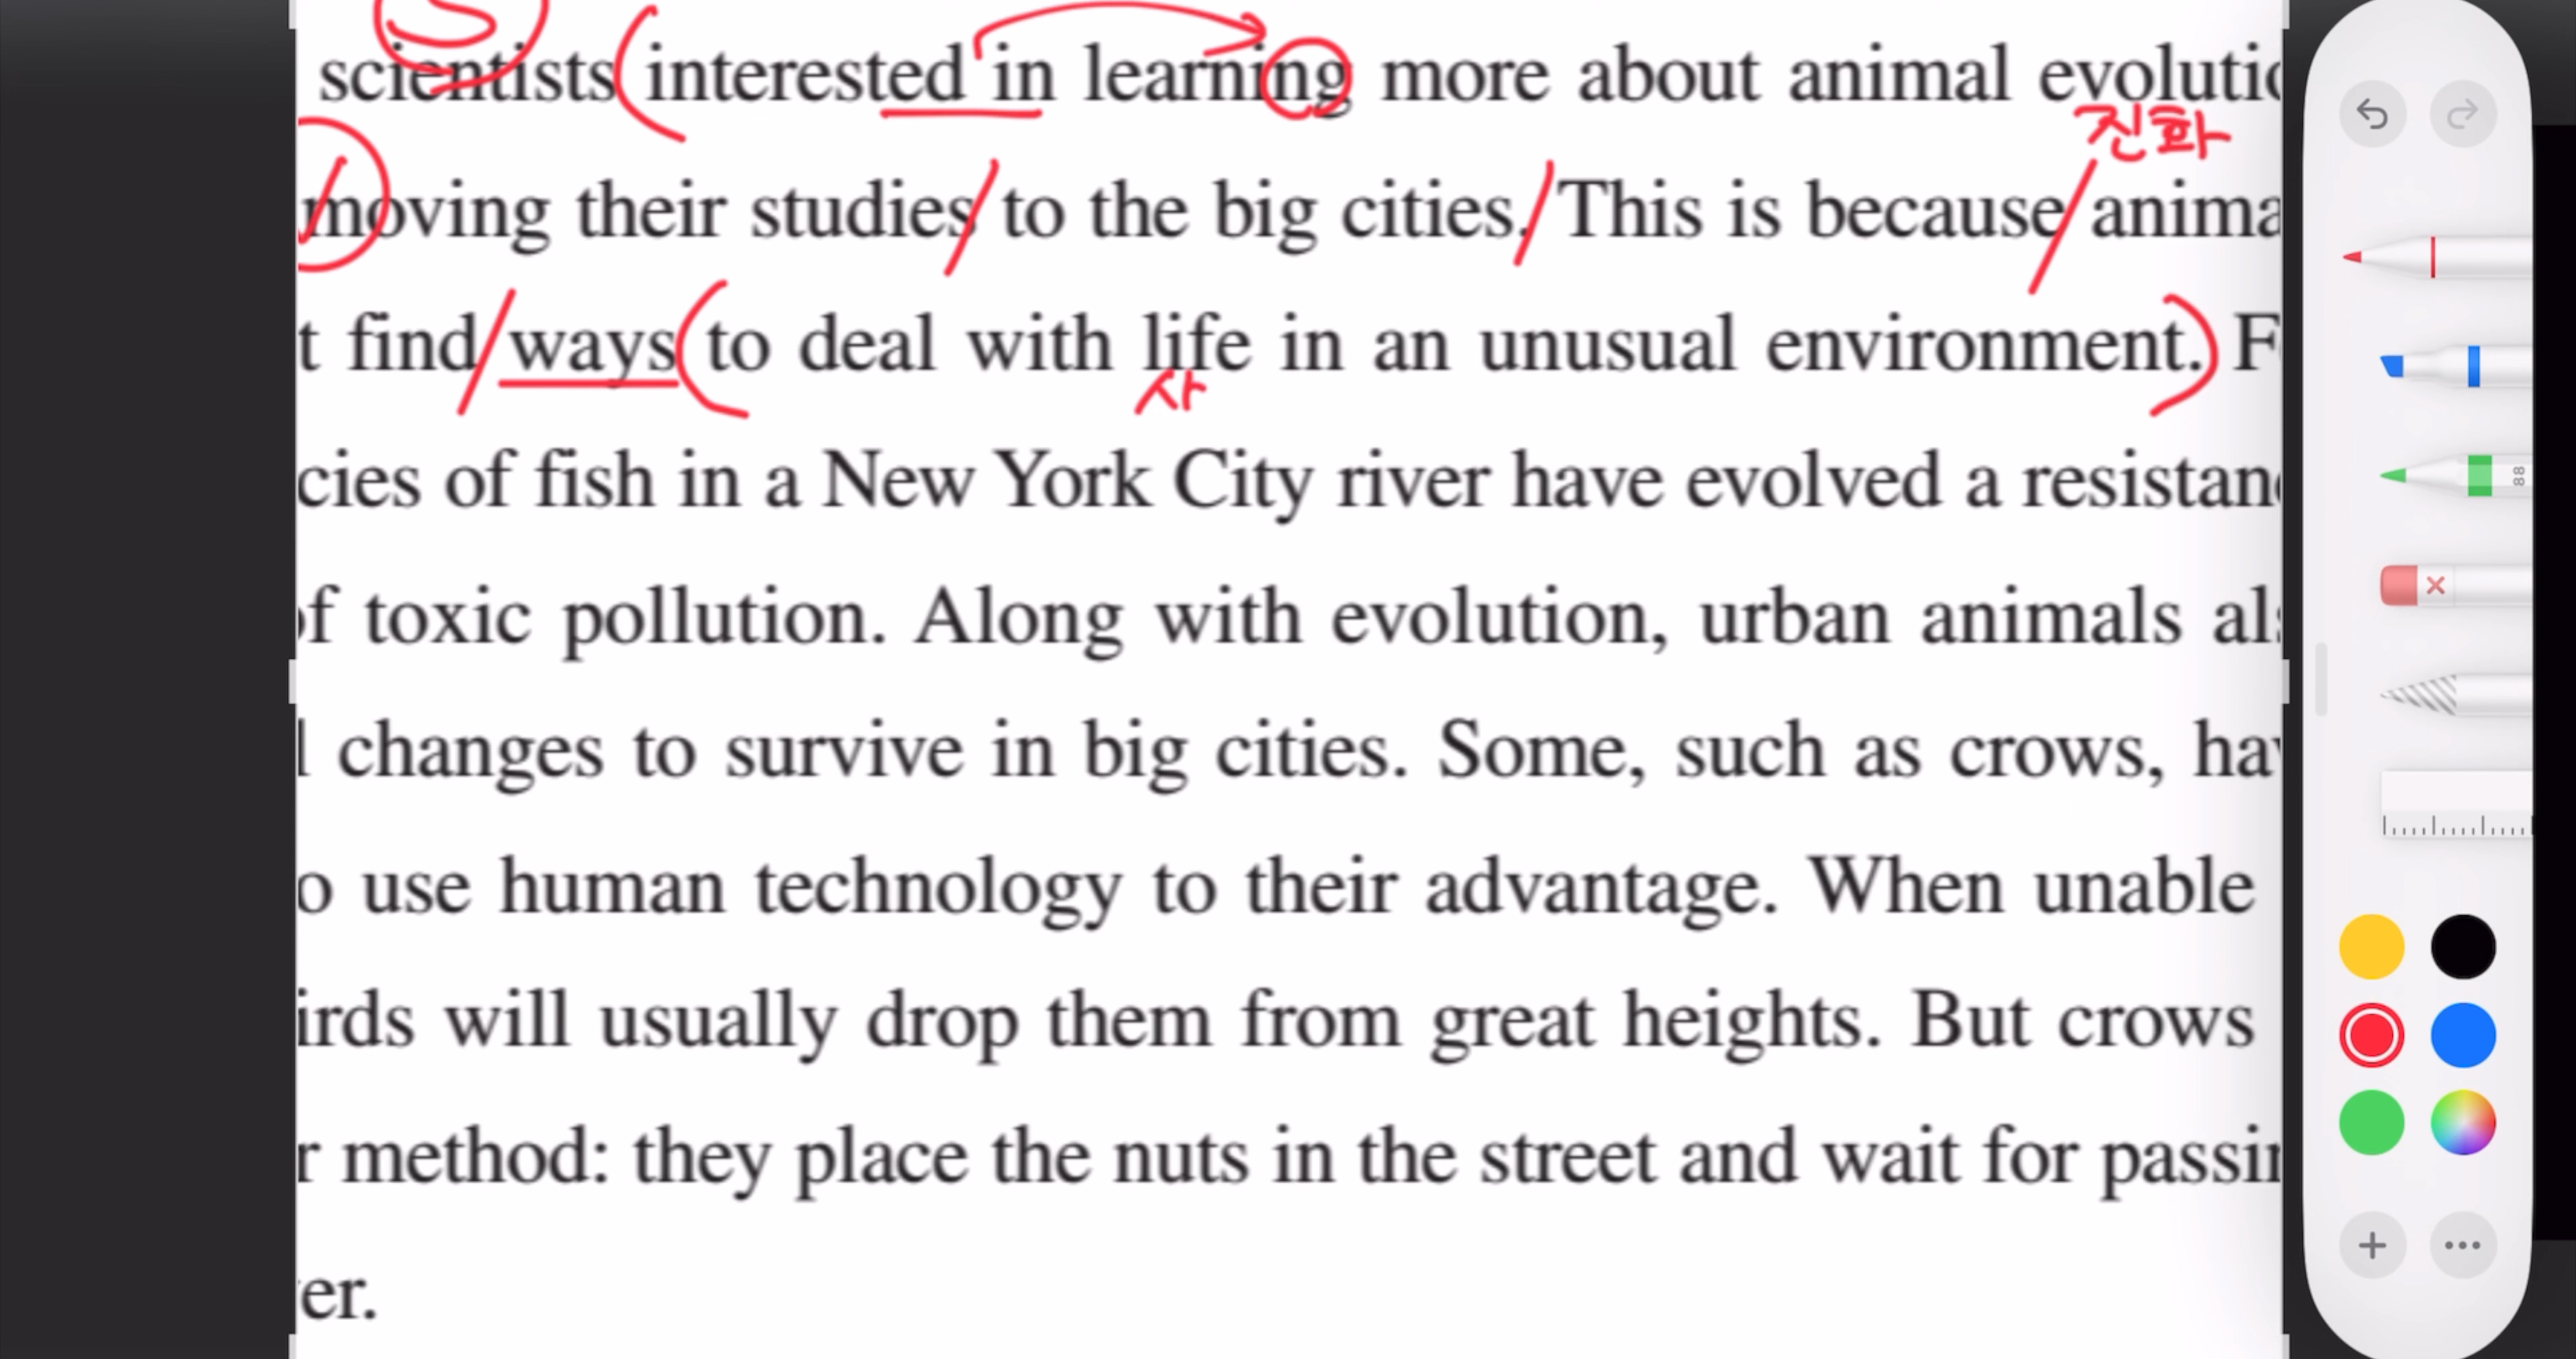 S
scientists interested in learning more about animal evolutio
진화
moving their studies to the big cities. This is because anima
t find ways to deal with life in an unusual environment. F
사
cies of fish in a New York City river have evolved a resistan
of toxic pollution. Along with evolution, urban animals als
l changes to survive in big cities. Some, such as crows, hav
o use human technology to their advantage. When unable
irds will usually drop them from great heights. But crows
r method: they place the nuts in the street and wait for passin
er.
88